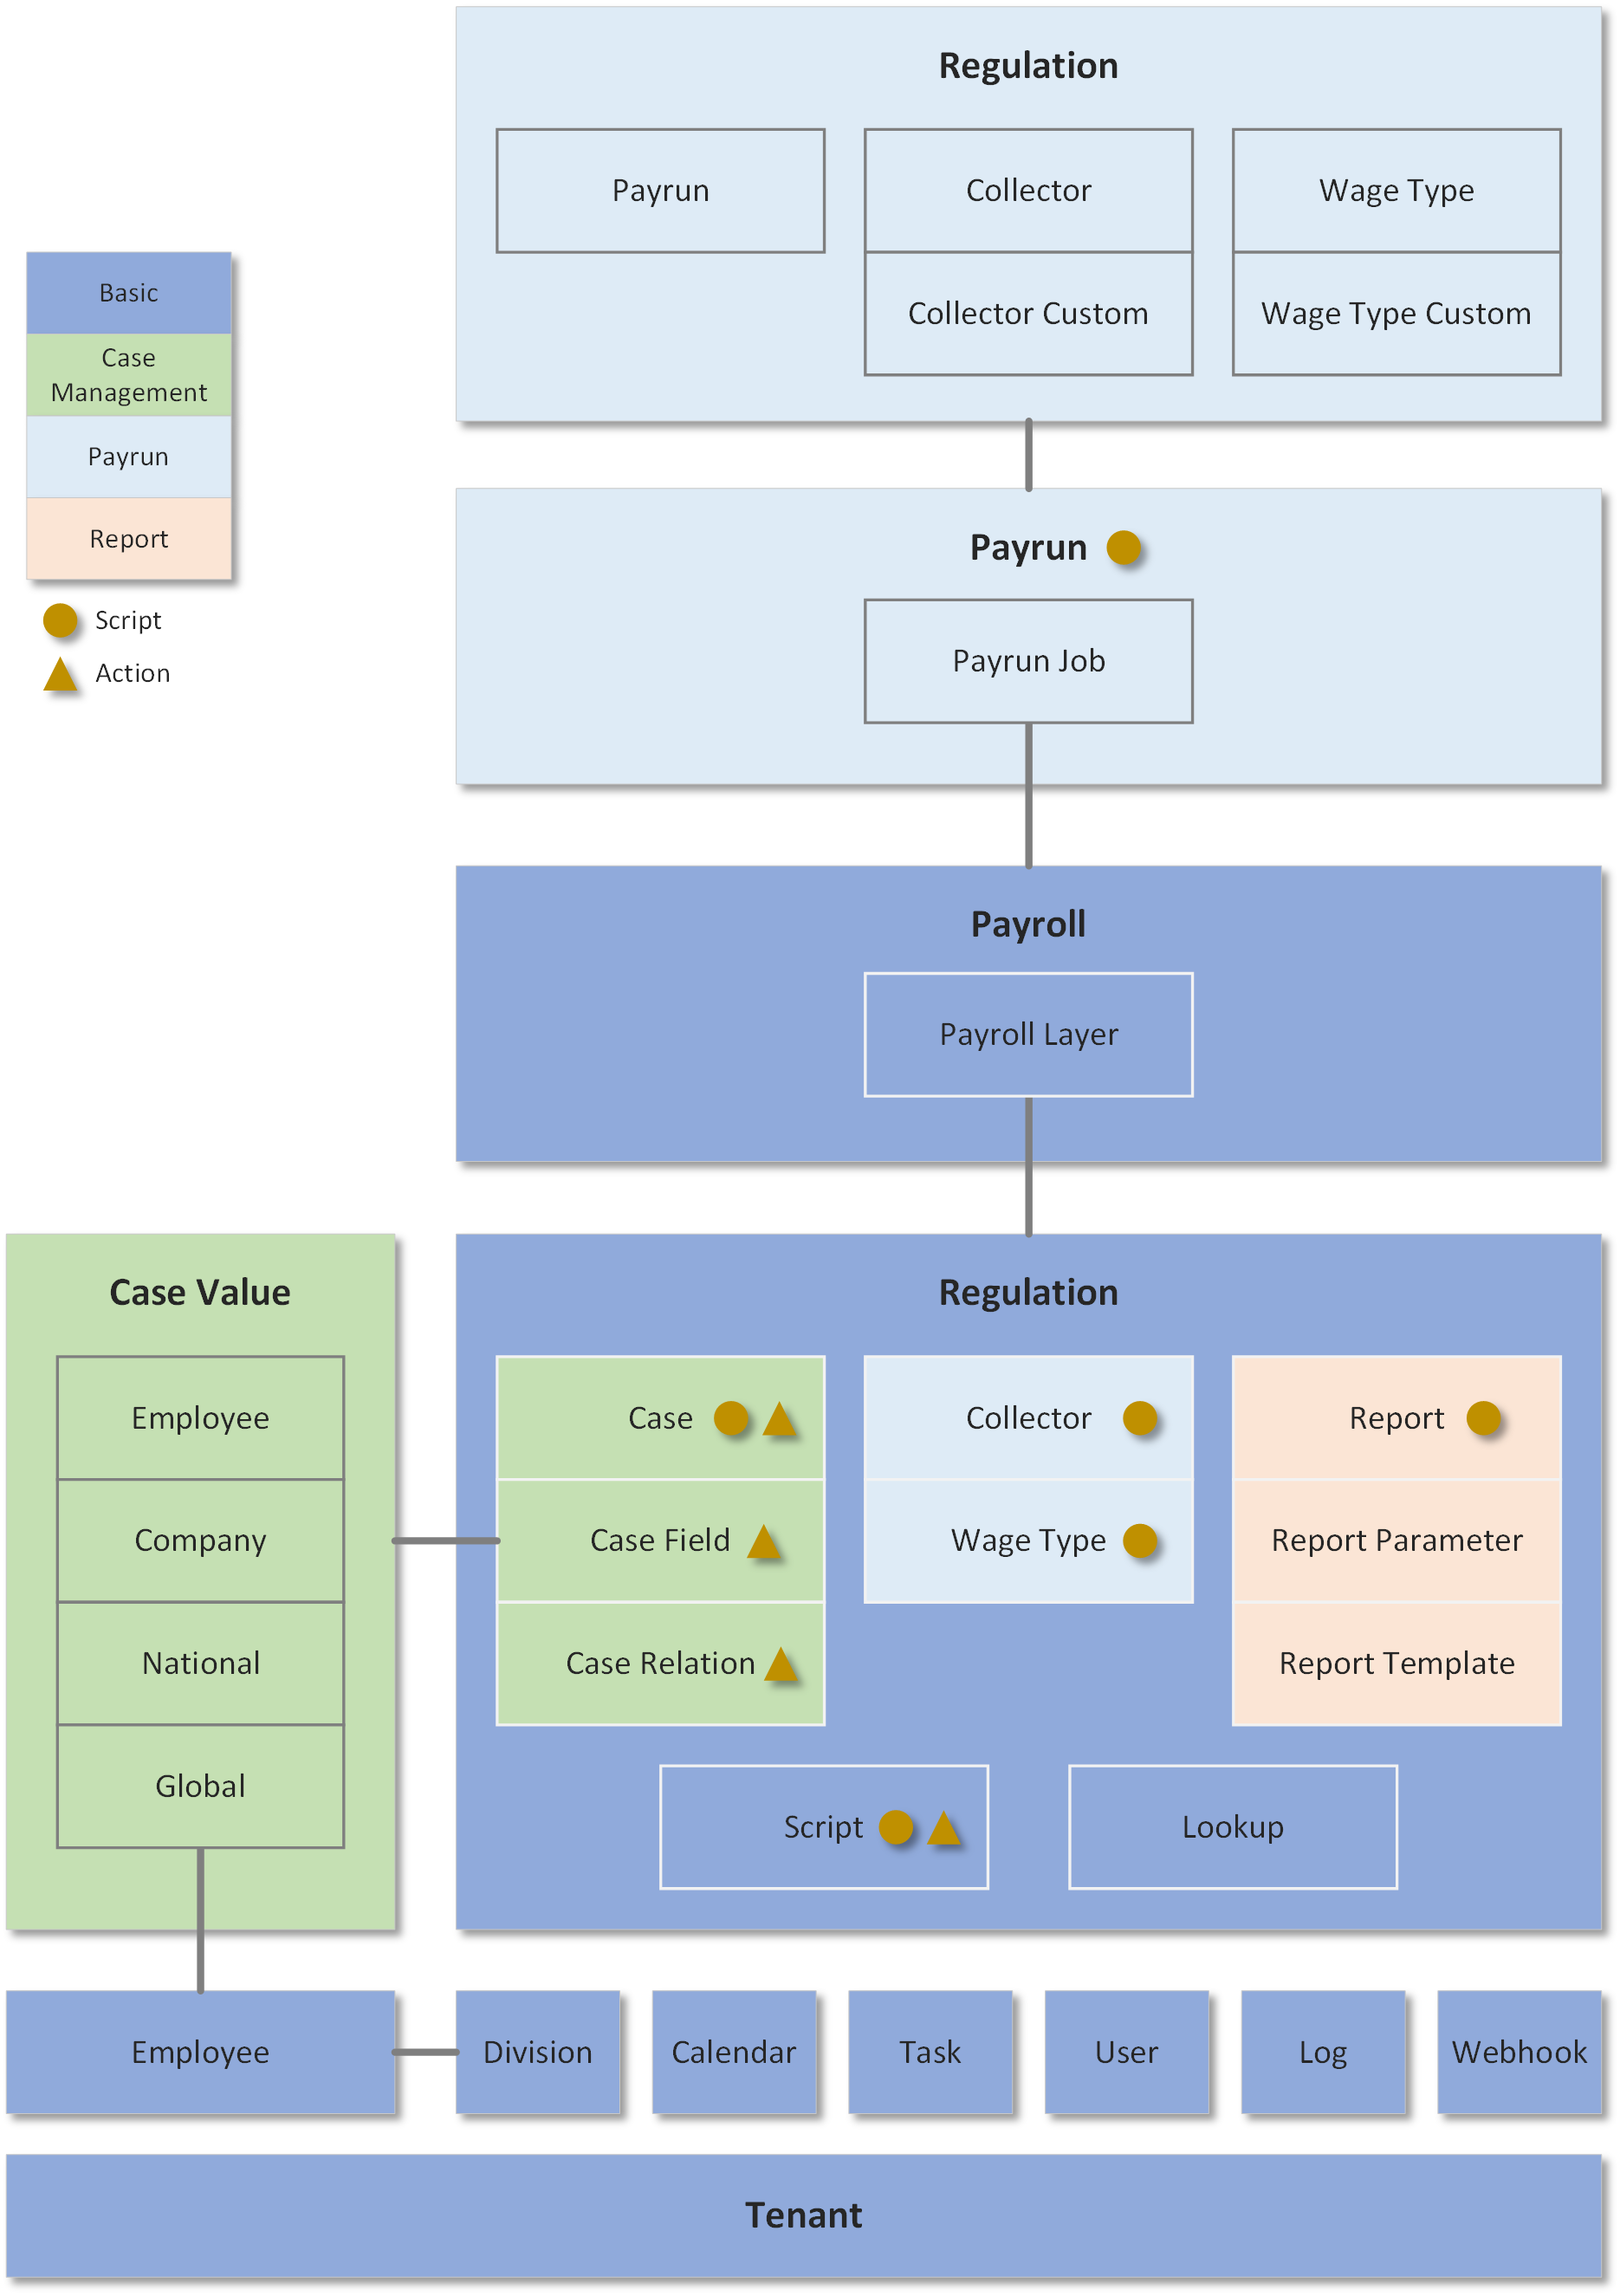 Regulation
Payrun
Collector
Wage Type
Collector Custom
Wage Type Custom
Basic
Case
Management
Payrun
Report
Script
Action
Payrun
Payrun Job
Payroll
Payroll Layer
Case Value
Employee
Company
National
Global
Regulation
Case
Collector
Report
Case Field
Wage Type
Report Parameter
Case Relation
Report Template
Script
Lookup
Employee
Division
Calendar
Task
User
Log
Webhook
Tenant